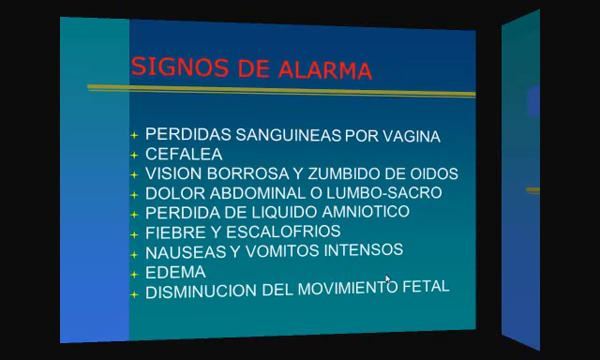 SIGNOS DE ALARMA
PERDIDAS SANGUINEAS POR VAGINA
CEFALEA
VISION BORROSA Y ZUMBIDO DE OIDOS
DOLOR ABDOMINAL O LUMBO-SACRO
PERDIDA DE LIQUIDO AMNIOTICO
FIEBRE Y ESCALOFRIOS
NAUSEAS Y VOMITOS INTENSOS
EDEMA
DISMINUCION DEL MOVIMIENTO FETAL